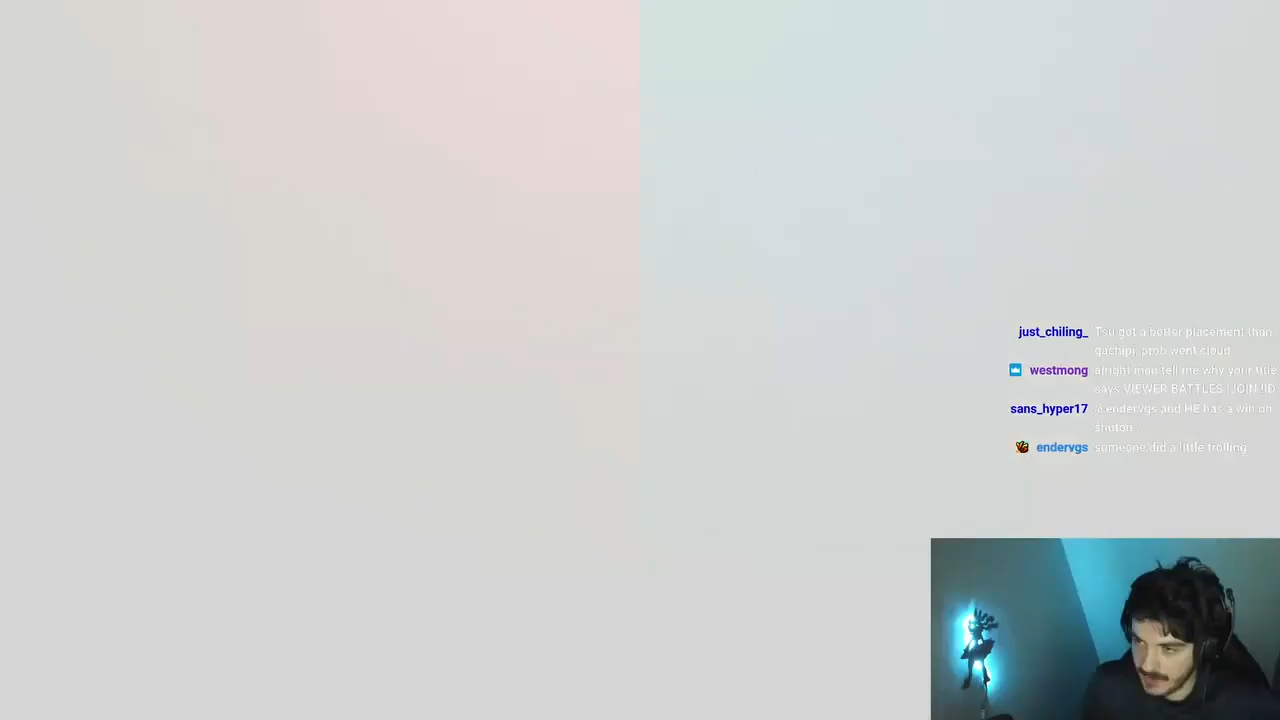 just_chiling_ Tsu got a better placement than
gashipi, prob went cloud
westmong alright man tell me why your title
says VIEWER BATTLES !JOIN !ID
sans_hyper17 a endervgs and HE has a win on
shuton
endervgs someone did a little trolling